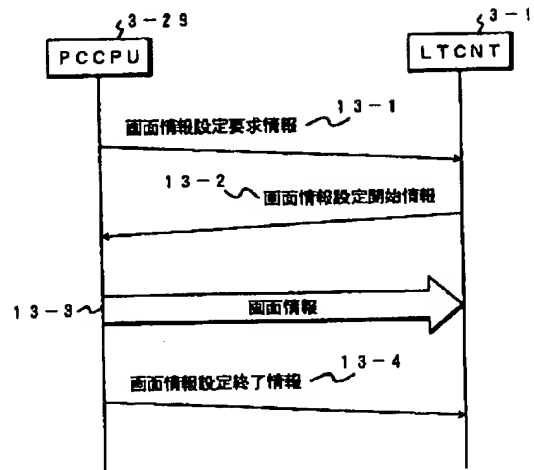 3-29
3-1
PCCPU
LTCNT
13-1
画面情報設定要求情報
13-2
画面情報設定開始情報
13-3
画面情報
13-4
画面情報設定終了情報